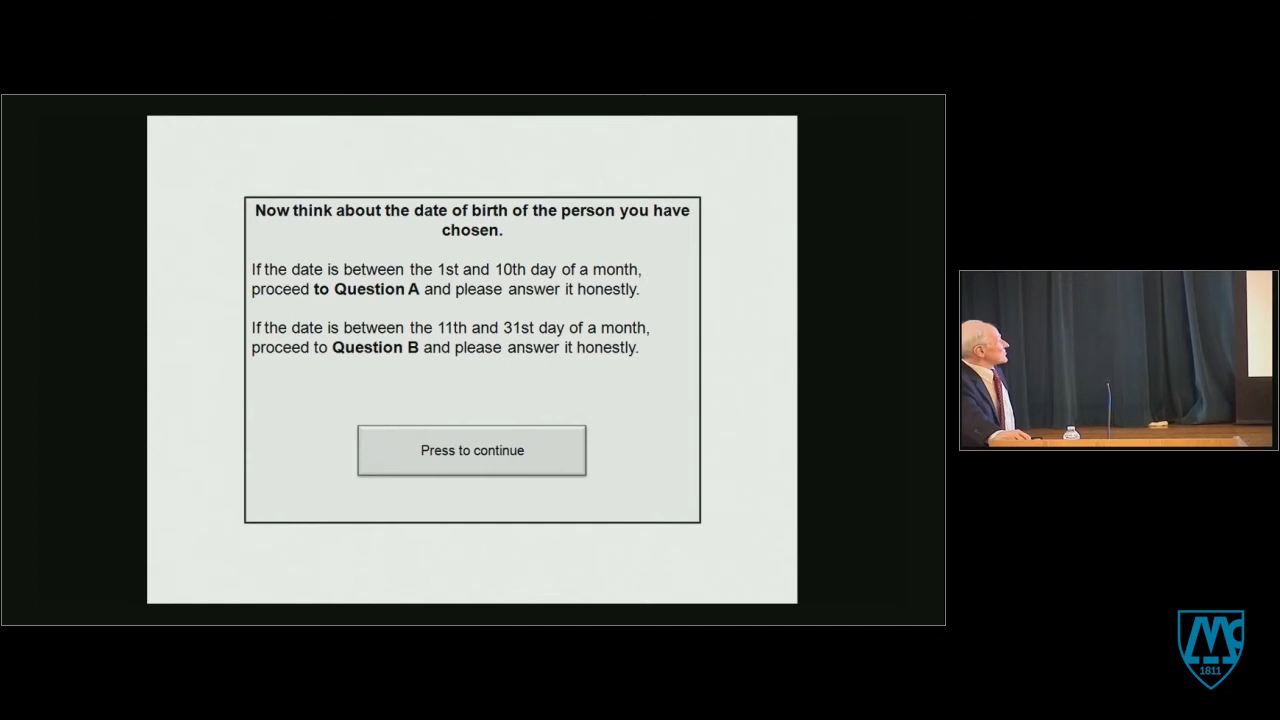 Now think about the date of birth of the person you have
chosen.
If the date is between the 1st and 10th day of a month,
proceed to Question A and please answer it honestly.
If the date is between the 11th and 31st day of a month,
proceed to Question B and please answer it honestly.
Press to continue
Mc
1811